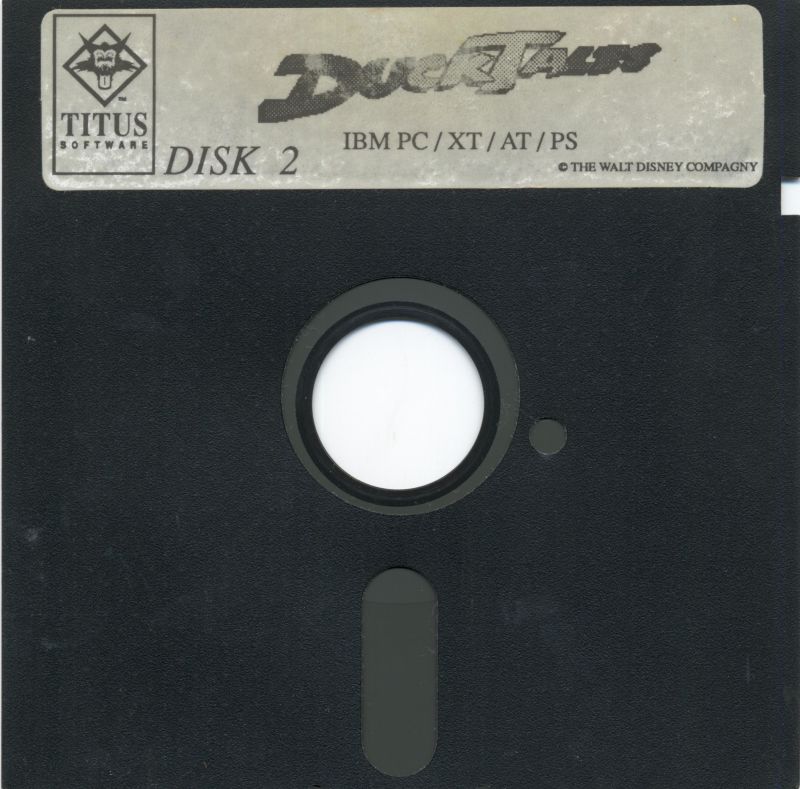 DUCKTALES
TITUS
SOFTWARE
DISK 2
IBM PC / XT / AT / PS
© THE WALT DISNEY COMPAGNY